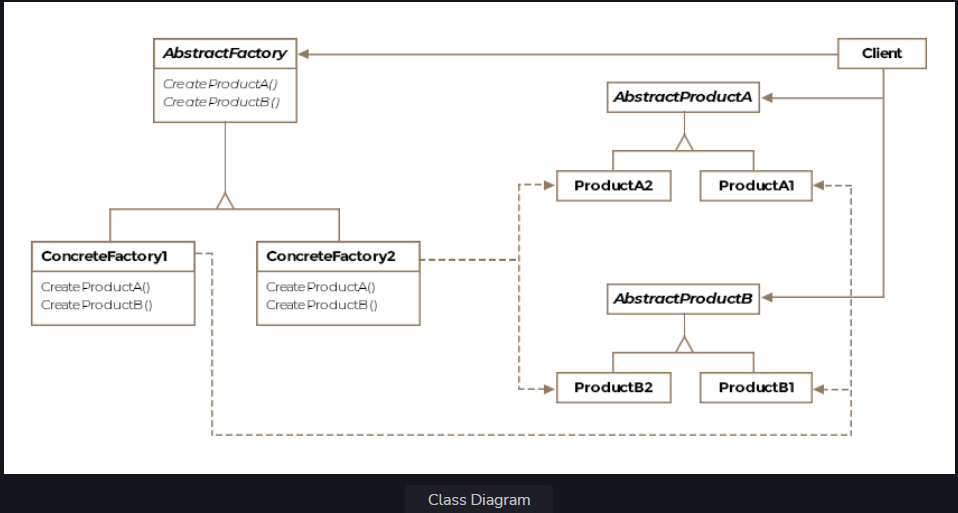 AbstractFactory
CreateProductA()
CreateProductB()
Client
AbstractProductA
ProductA2
ProductA1
ConcreteFactory1
CreateProductA()
CreateProductB()
ConcreteFactory2
CreateProductA()
CreateProductB()
AbstractProductB
ProductB2
ProductB1
Class Diagram